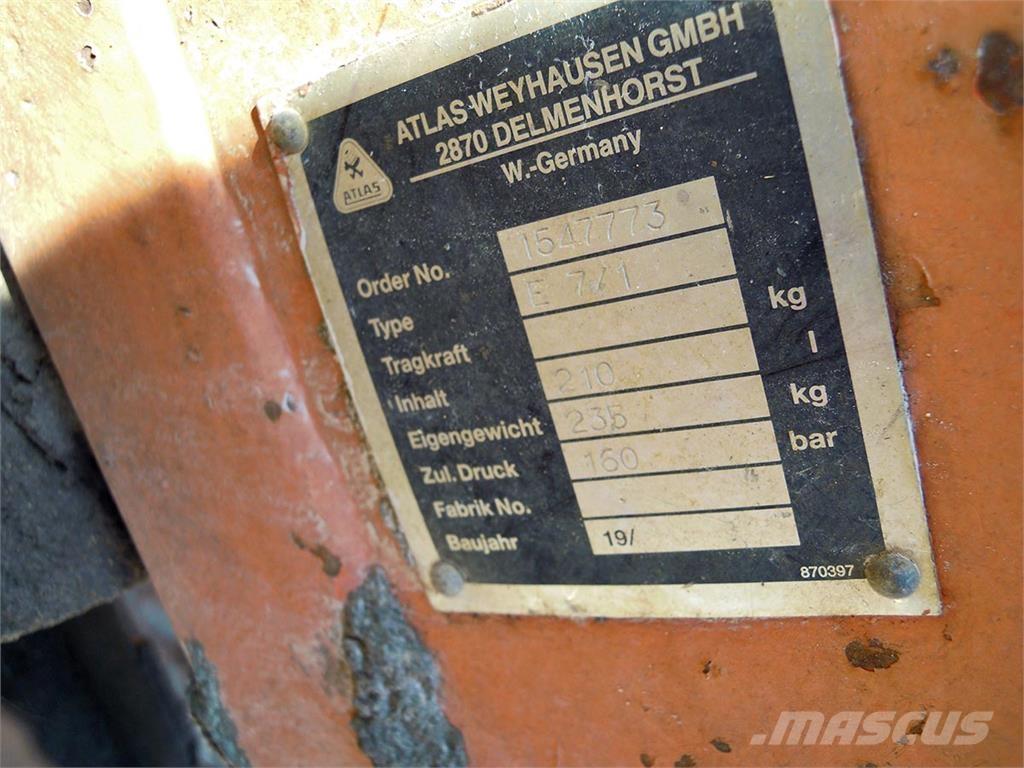 ATLAS-WEYHAUSEN GMBH
2870 DELMENHORST
W.-Germany
ATLAS
Order No. 1547773
Type E 7/1
Tragkraft kg
Inhalt 210 l
Eigengewicht 235 kg
Zul. Druck 160 bar
Fabrik No.
Baujahr 19/
870397
MASCUS